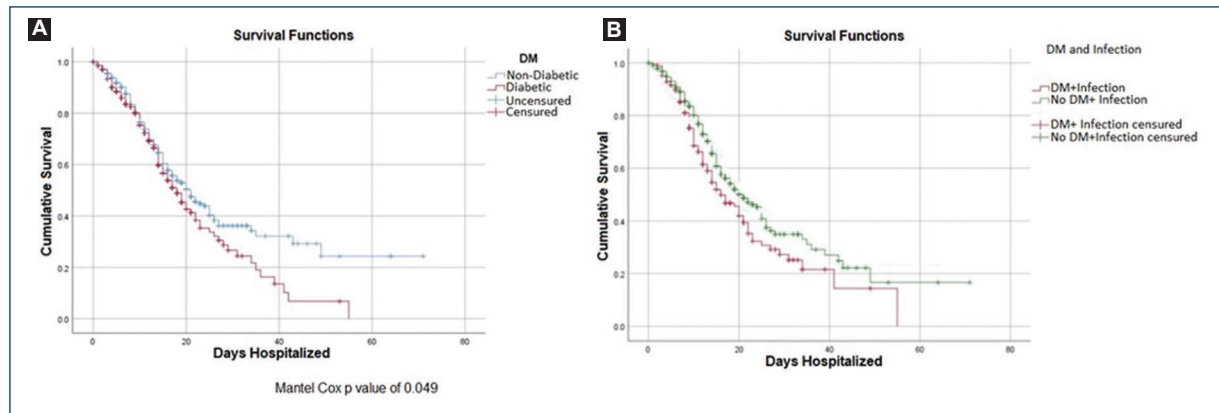 A
Survival Functions
Cumulative Survival
1.0
0.8
0.6
0.4
0.2
0.0
0
20
40
60
80
Days Hospitalized
DM
Non-Diabetic
Diabetic
Uncensured
Censured
Mantel Cox p value of 0.049
B
Survival Functions
Cumulative Survival
1.0
0.8
0.6
0.4
0.2
0.0
0
20
40
60
80
Days Hospitalized
DM and Infection
DM+Infection
No DM+ Infection
DM+ Infection censured
No DM+Infection censured